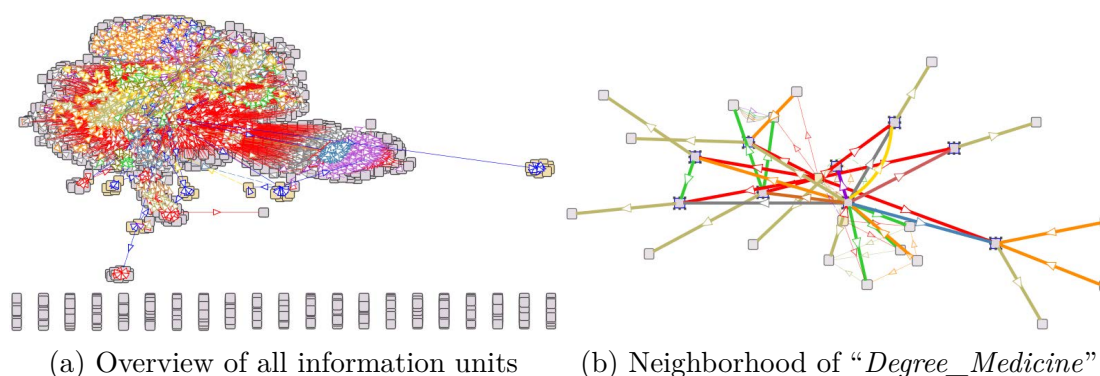 (a) Overview of all information units
(b) Neighborhood of “Degree_Medicine”